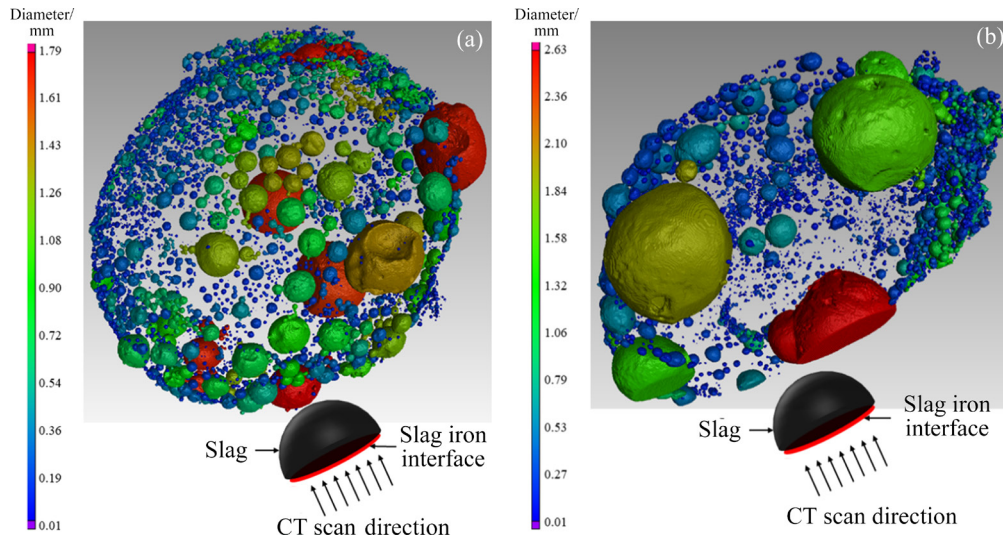 Diameter/
mm
1.79
1.61
1.44
1.26
1.08
0.90
0.72
0.54
0.37
0.19
0.01
(a)
Slag
Slag iron
interface
CT scan direction
Diameter/
mm
2.63
2.36
2.10
1.84
1.58
1.32
1.06
0.79
0.53
0.27
0.01
(b)
Slag
Slag iron
interface
CT scan direction